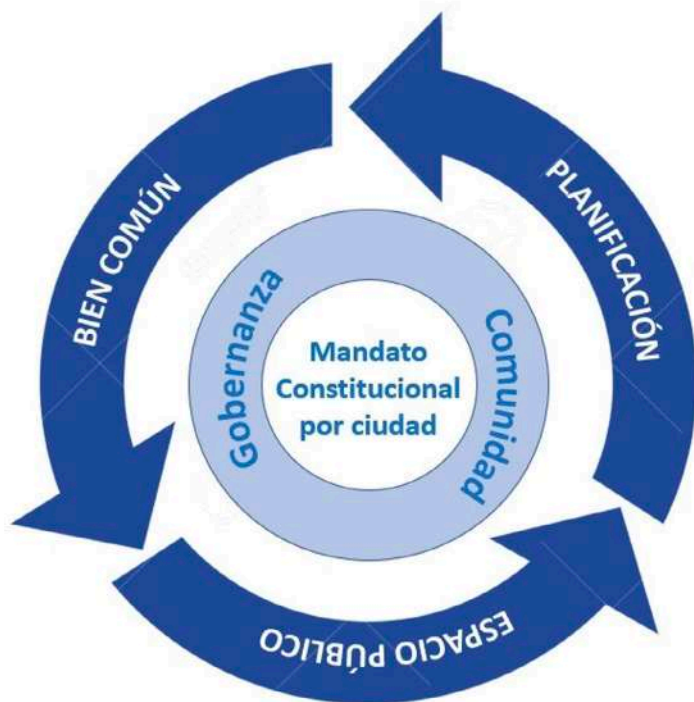 BIEN COMÚN
PLANIFICACIÓN
Gobernanza
Mandato
Constitucional
por ciudad
Comunidad
ESPACIO PÚBLICO